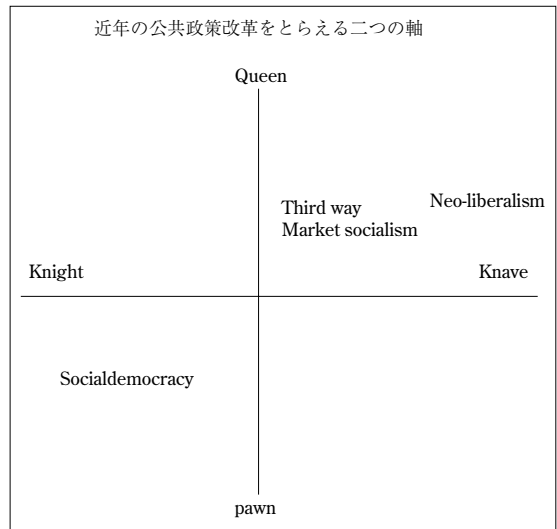 近年の公共政策改革をとらえる二つの軸
Queen
Neo-liberalism
Third way
Market socialism
Knight
Knave
Socialdemocracy
pawn